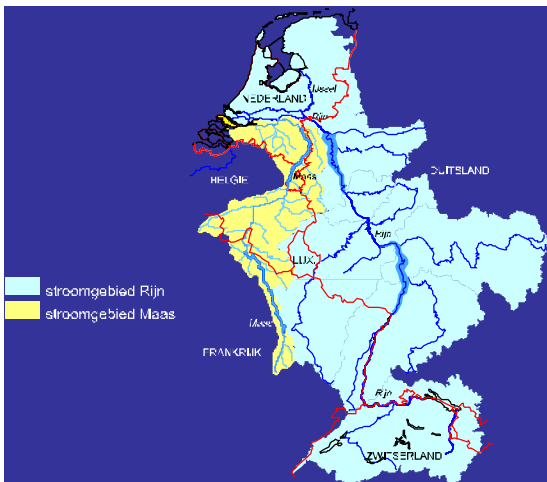 IJssel
NEDERLAND
Rijn
Maas
DUITSLAND
BELGIE
Rijn
LUX.
stroomgebied Rijn
stroomgebied Maas
Maas
FRANKRIJK
Rijn
ZWITSERLAND